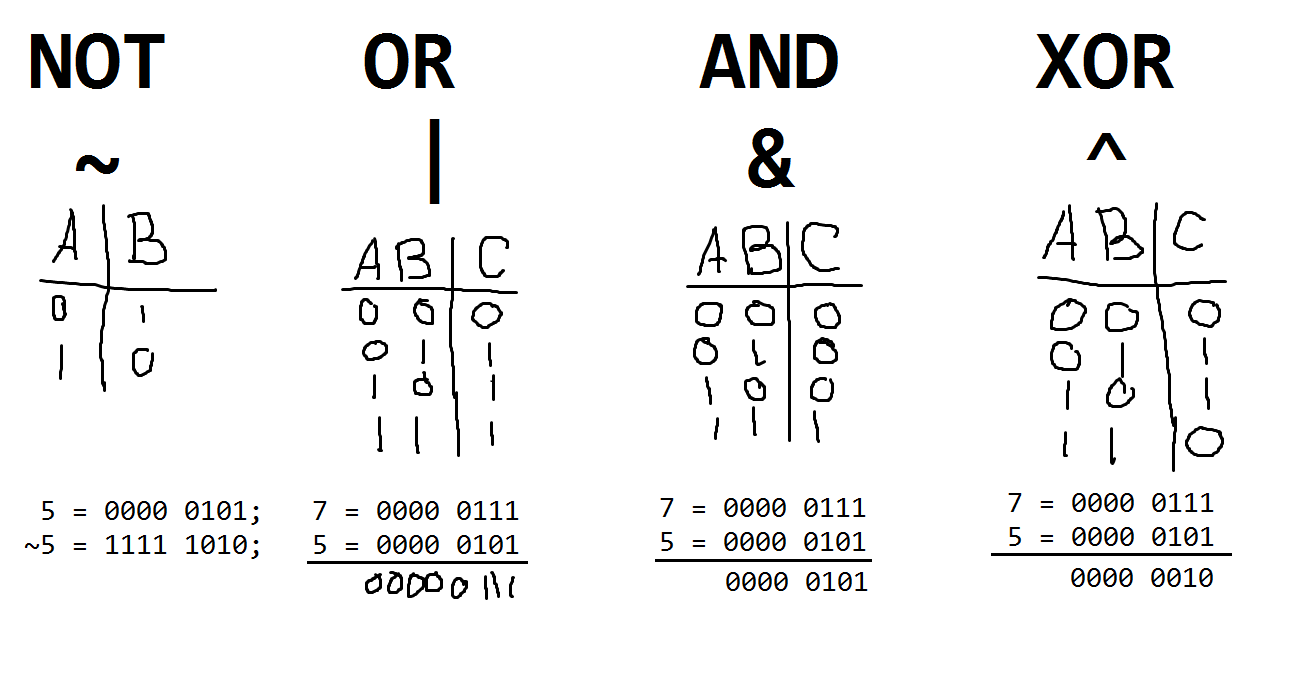 NOT
~
A B
0 1
1 0
5 = 0000 0101;
~5 = 1111 1010;
OR
|
A B C
0 0 0
0 1 1
1 0 1
1 1 1
7 = 0000 0111
5 = 0000 0101
0000 0111
AND
&
A B C
0 0 0
0 1 0
1 0 0
1 1 1
7 = 0000 0111
5 = 0000 0101
0000 0101
XOR
^
A B C
0 0 0
0 1 1
1 0 1
1 1 0
7 = 0000 0111
5 = 0000 0101
0000 0010